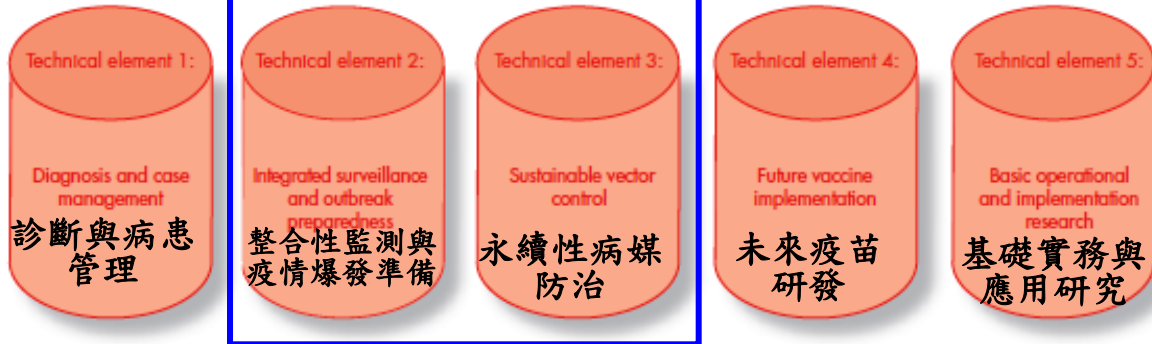 Technical element 1:
Diagnosis and case
management
診斷與病患
管理
Technical element 2:
Integrated surveillance
and outbreak
preparedness
整合性監測與
疫情爆發準備
Technical element 3:
Sustainable vector
control
永續性病媒
防治
Technical element 4:
Future vaccine
implementation
未來疫苗
研發
Technical element 5:
Basic operational
and implementation
research
基礎實務與
應用研究